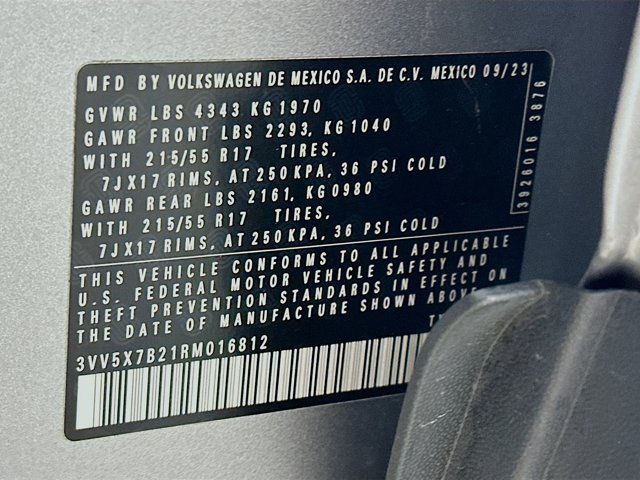 MFD BY VOLKSWAGEN DE MEXICO S.A. DE C.V. MEXICO 09/23
GVWR LBS 4343 KG 1970
GAWR FRONT LBS 2293, KG 1040
WITH 215/55 R17 TIRES,
7JX17 RIMS, AT 250 KPA, 36 PSI COLD
GAWR REAR LBS 2161, KG 0980
WITH 215/55 R17 TIRES,
7JX17 RIMS, AT 250 KPA, 36 PSI COLD
3926016 3876
THIS VEHICLE CONFORMS TO ALL APPLICABLE
U.S. FEDERAL MOTOR VEHICLE SAFETY AND
THEFT PREVENTION STANDARDS IN EFFECT ON
THE DATE OF MANUFACTURE SHOWN ABOVE
3VV5X7B21RM016812